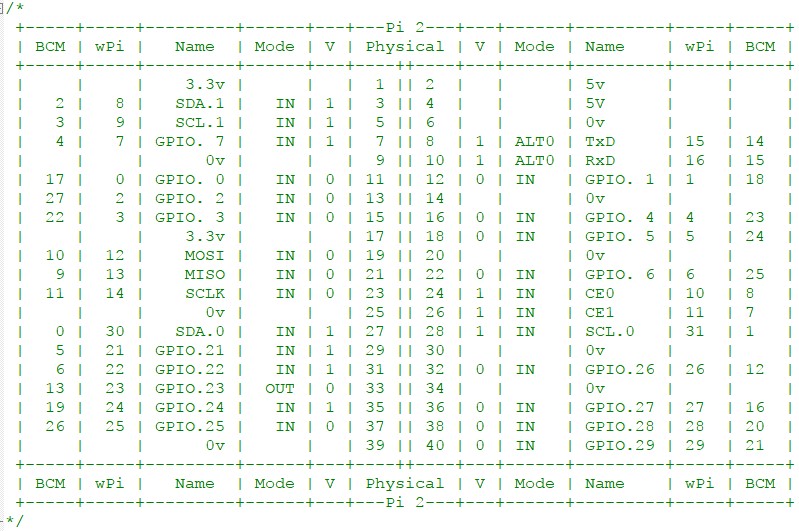 /*
+-----+-----+---------+------+---+---Pi 2---+---+------+---------+-----+-----+
| BCM | wPi |   Name  | Mode | V | Physical | V | Mode | Name    | wPi | BCM |
+-----+-----+---------+------+---+----++----+---+------+---------+-----+-----+
|     |     |    3.3v |      |   |  1 || 2  |   |      | 5v      |     |     |
|   2 |   8 |   SDA.1 |   IN | 1 |  3 || 4  |   |      | 5V      |     |     |
|   3 |   9 |   SCL.1 |   IN | 1 |  5 || 6  |   |      | 0v      |     |     |
|   4 |   7 | GPIO. 7 |   IN | 1 |  7 || 8  | 1 | ALT0 | TxD     | 15  | 14  |
|     |     |      0v |      |   |  9 || 10 | 1 | ALT0 | RxD     | 16  | 15  |
|  17 |   0 | GPIO. 0 |   IN | 0 | 11 || 12 | 0 | IN   | GPIO. 1 | 1   | 18  |
|  27 |   2 | GPIO. 2 |   IN | 0 | 13 || 14 |   |      | 0v      |     |     |
|  22 |   3 | GPIO. 3 |   IN | 0 | 15 || 16 | 0 | IN   | GPIO. 4 | 4   | 23  |
|     |     |    3.3v |      |   | 17 || 18 | 0 | IN   | GPIO. 5 | 5   | 24  |
|  10 |  12 |    MOSI |   IN | 0 | 19 || 20 |   |      | 0v      |     |     |
|   9 |  13 |    MISO |   IN | 0 | 21 || 22 | 0 | IN   | GPIO. 6 | 6   | 25  |
|  11 |  14 |    SCLK |   IN | 0 | 23 || 24 | 1 | IN   | CE0     | 10  | 8   |
|     |     |      0v |      |   | 25 || 26 | 1 | IN   | CE1     | 11  | 7   |
|   0 |  30 |   SDA.0 |   IN | 1 | 27 || 28 | 1 | IN   | SCL.0   | 31  | 1   |
|   5 |  21 | GPIO.21 |   IN | 1 | 29 || 30 |   |      | 0v      |     |     |
|   6 |  22 | GPIO.22 |   IN | 1 | 31 || 32 | 0 | IN   | GPIO.26 | 26  | 12  |
|  13 |  23 | GPIO.23 |  OUT | 0 | 33 || 34 |   |      | 0v      |     |     |
|  19 |  24 | GPIO.24 |   IN | 1 | 35 || 36 | 0 | IN   | GPIO.27 | 27  | 16  |
|  26 |  25 | GPIO.25 |   IN | 0 | 37 || 38 | 0 | IN   | GPIO.28 | 28  | 20  |
|     |     |      0v |      |   | 39 || 40 | 0 | IN   | GPIO.29 | 29  | 21  |
+-----+-----+---------+------+---+----++----+---+------+---------+-----+-----+
| BCM | wPi |   Name  | Mode | V | Physical | V | Mode | Name    | wPi | BCM |
+-----+-----+---------+------+---+---Pi 2---+---+------+---------+-----+-----+
*/